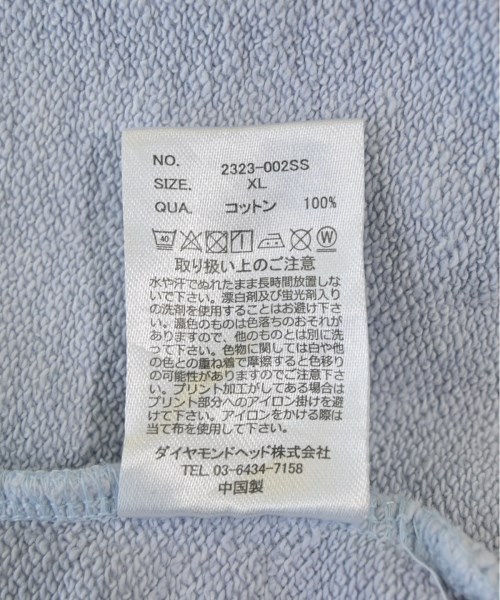 NO. 2323-002SS
SIZE. XL
QUA. コットン 100%
40 W
取り扱い上のご注意
水や汗でぬれたまま長時間放置しな
いで下さい。漂白剤及び蛍光剤入り
の洗剤を使用することはお避け下さ
い。濃色のものは色落ちのおそれが
ありますので、他のものとは別に洗
って下さい。色物に関しては白や他
の色との重ね着で摩擦すると色移り
の可能性がありますのでご注意下さ
い。プリント加工がしてある場合は
プリント部分へのアイロン掛けを避
けて下さい。アイロンをかける際は
当て布を使用して下さい。
ダイヤモンドヘッド株式会社
TEL. 03-6434-7158
中国製